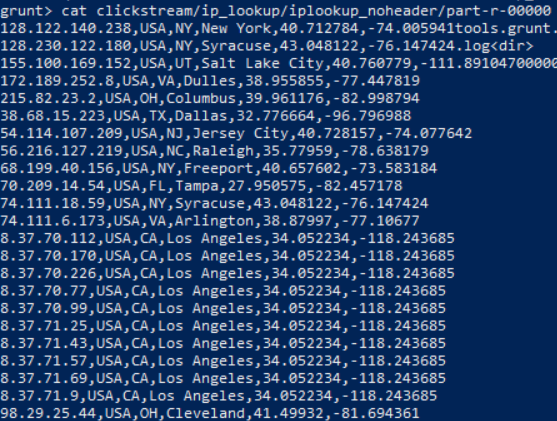 grunt> cat clickstream/ip_lookup/iplookup_noheader/part-r-00000
128.122.140.238,USA,NY,New York,40.712784,-74.005941tools.grunt.
128.230.122.180,USA,NY,Syracuse,43.048122,-76.147424.log<dir>
155.100.169.152,USA,UT,Salt Lake City,40.760779,-111.89104700000
172.189.252.8,USA,VA,Dulles,38.955855,-77.447819
215.82.23.2,USA,OH,Columbus,39.961176,-82.998794
38.68.15.223,USA,TX,Dallas,32.776664,-96.796988
54.114.107.209,USA,NJ,Jersey City,40.728157,-74.077642
56.216.127.219,USA,NC,Raleigh,35.77959,-78.638179
68.199.40.156,USA,NY,Freeport,40.657602,-73.583184
70.209.14.54,USA,FL,Tampa,27.950575,-82.457178
74.111.18.59,USA,NY,Syracuse,43.048122,-76.147424
74.111.6.173,USA,VA,Arlington,38.87997,-77.10677
8.37.70.112,USA,CA,Los Angeles,34.052234,-118.243685
8.37.70.170,USA,CA,Los Angeles,34.052234,-118.243685
8.37.70.226,USA,CA,Los Angeles,34.052234,-118.243685
8.37.70.77,USA,CA,Los Angeles,34.052234,-118.243685
8.37.70.99,USA,CA,Los Angeles,34.052234,-118.243685
8.37.71.25,USA,CA,Los Angeles,34.052234,-118.243685
8.37.71.43,USA,CA,Los Angeles,34.052234,-118.243685
8.37.71.57,USA,CA,Los Angeles,34.052234,-118.243685
8.37.71.69,USA,CA,Los Angeles,34.052234,-118.243685
8.37.71.9,USA,CA,Los Angeles,34.052234,-118.243685
98.29.25.44,USA,OH,Cleveland,41.49932,-81.694361